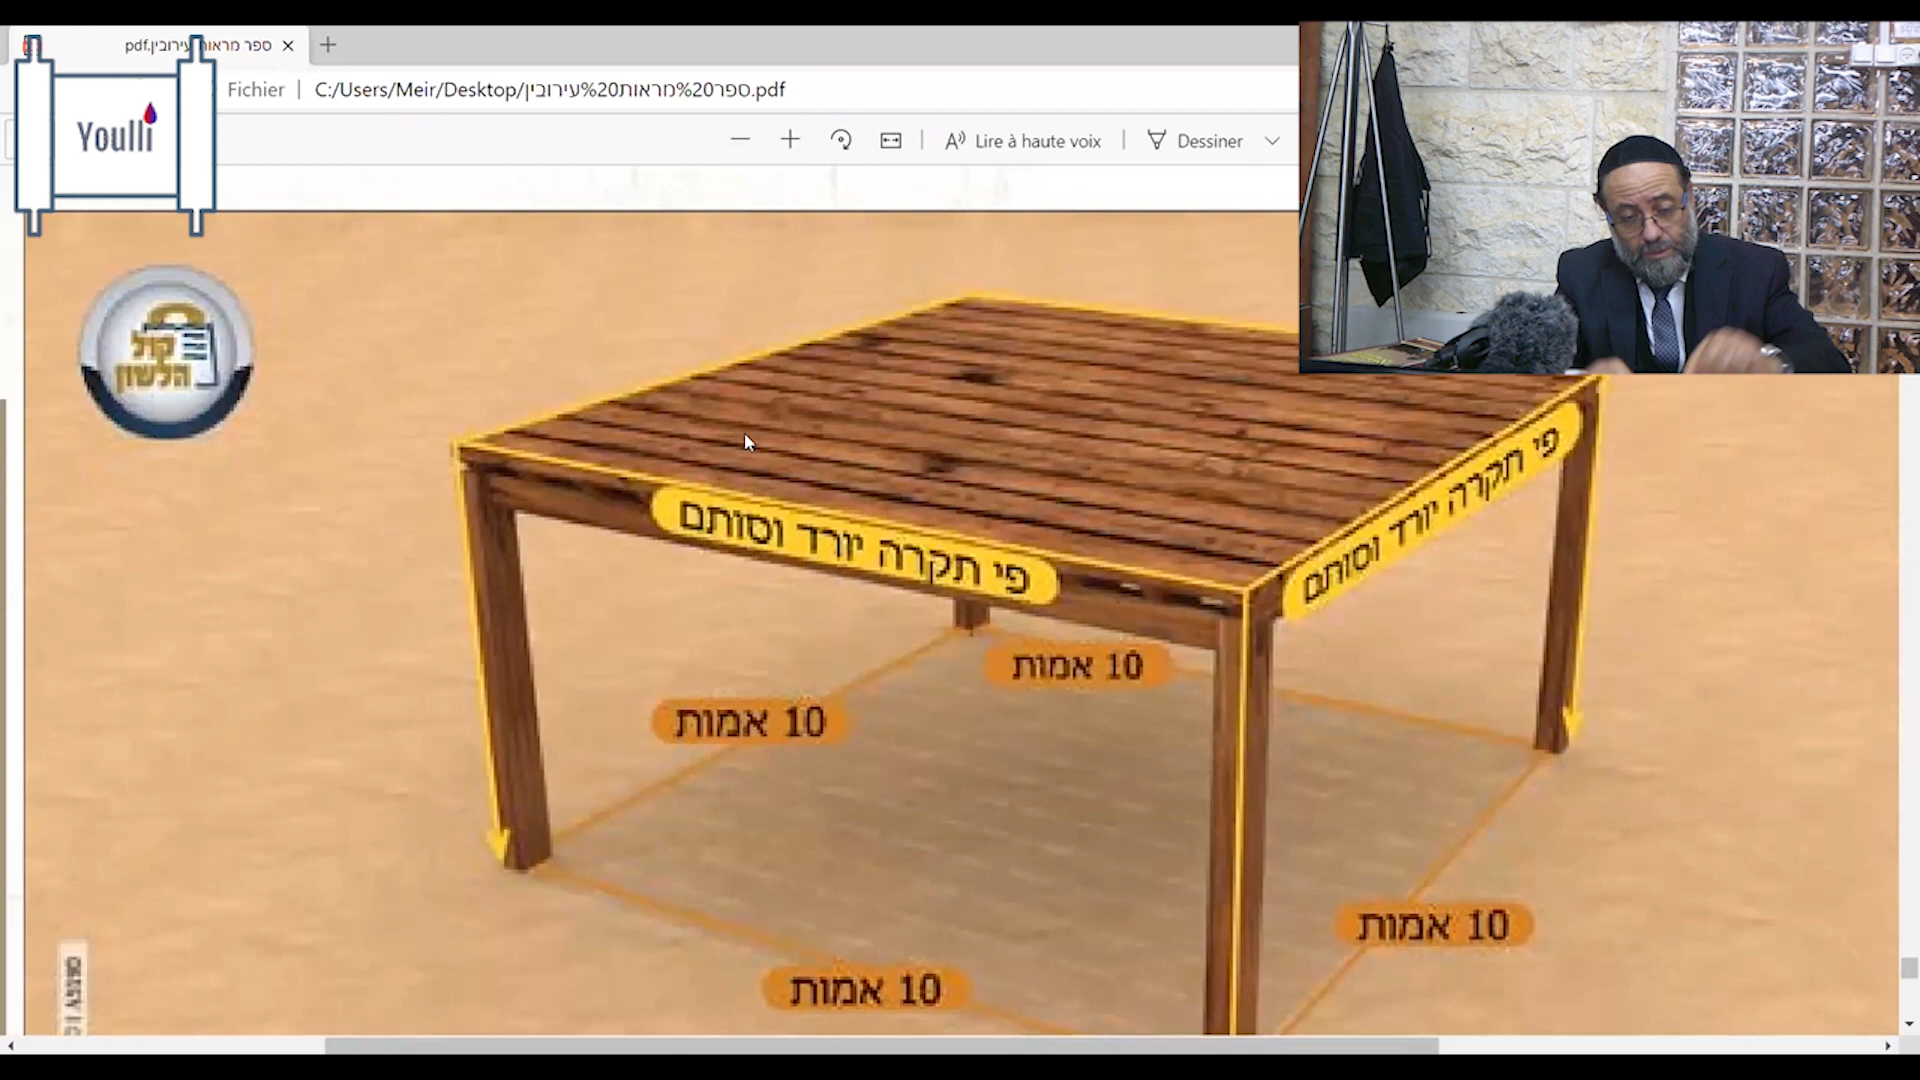 ספר מראות עירובין.pdf
Fichier
C:/Users/Meir/Desktop/ספר%20מראות%20עירובין.pdf
Youlli
Lire à haute voix
Dessiner
קול
הלשון
פי תקרה יורד וסותם
פי תקרה יורד וסותם
10 אמות
10 אמות
10 אמות
10 אמות